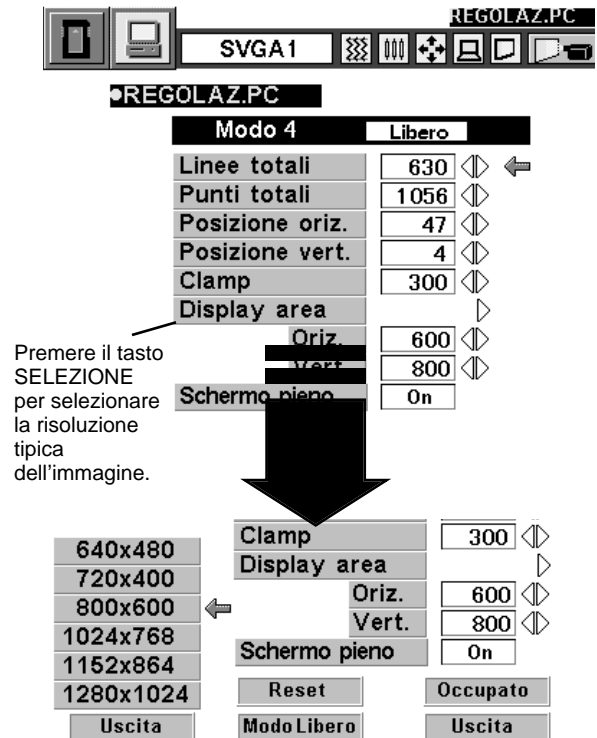 REGOLAZ.PC
SVGA1
●REGOLAZ.PC
Modo 4 Libero
Linee totali 630
Punti totali 1056
Posizione oriz. 47
Posizione vert. 4
Clamp 300
Display area
Oriz. 600
Vert. 800
Schermo pieno On
Premere il tasto
SELEZIONE
per selezionare
la risoluzione
tipica
dell'immagine.
640x480
720x400
800x600
1024x768
1152x864
1280x1024
Uscita
Clamp 300
Display area
Oriz. 600
Vert. 800
Schermo pieno On
Reset Occupato
Modo Libero Uscita